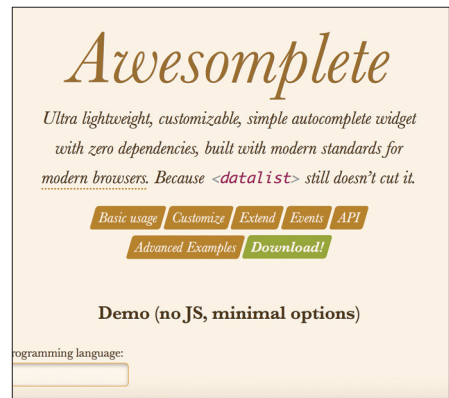 Awesomplete
Ultra lightweight, customizable, simple autocomplete widget
with zero dependencies, built with modern standards for
modern browsers. Because <datalist> still doesn’t cut it.
Basic usage Customize Extend Events API
Advanced Examples Download!
Demo (no JS, minimal options)
rogramming language: